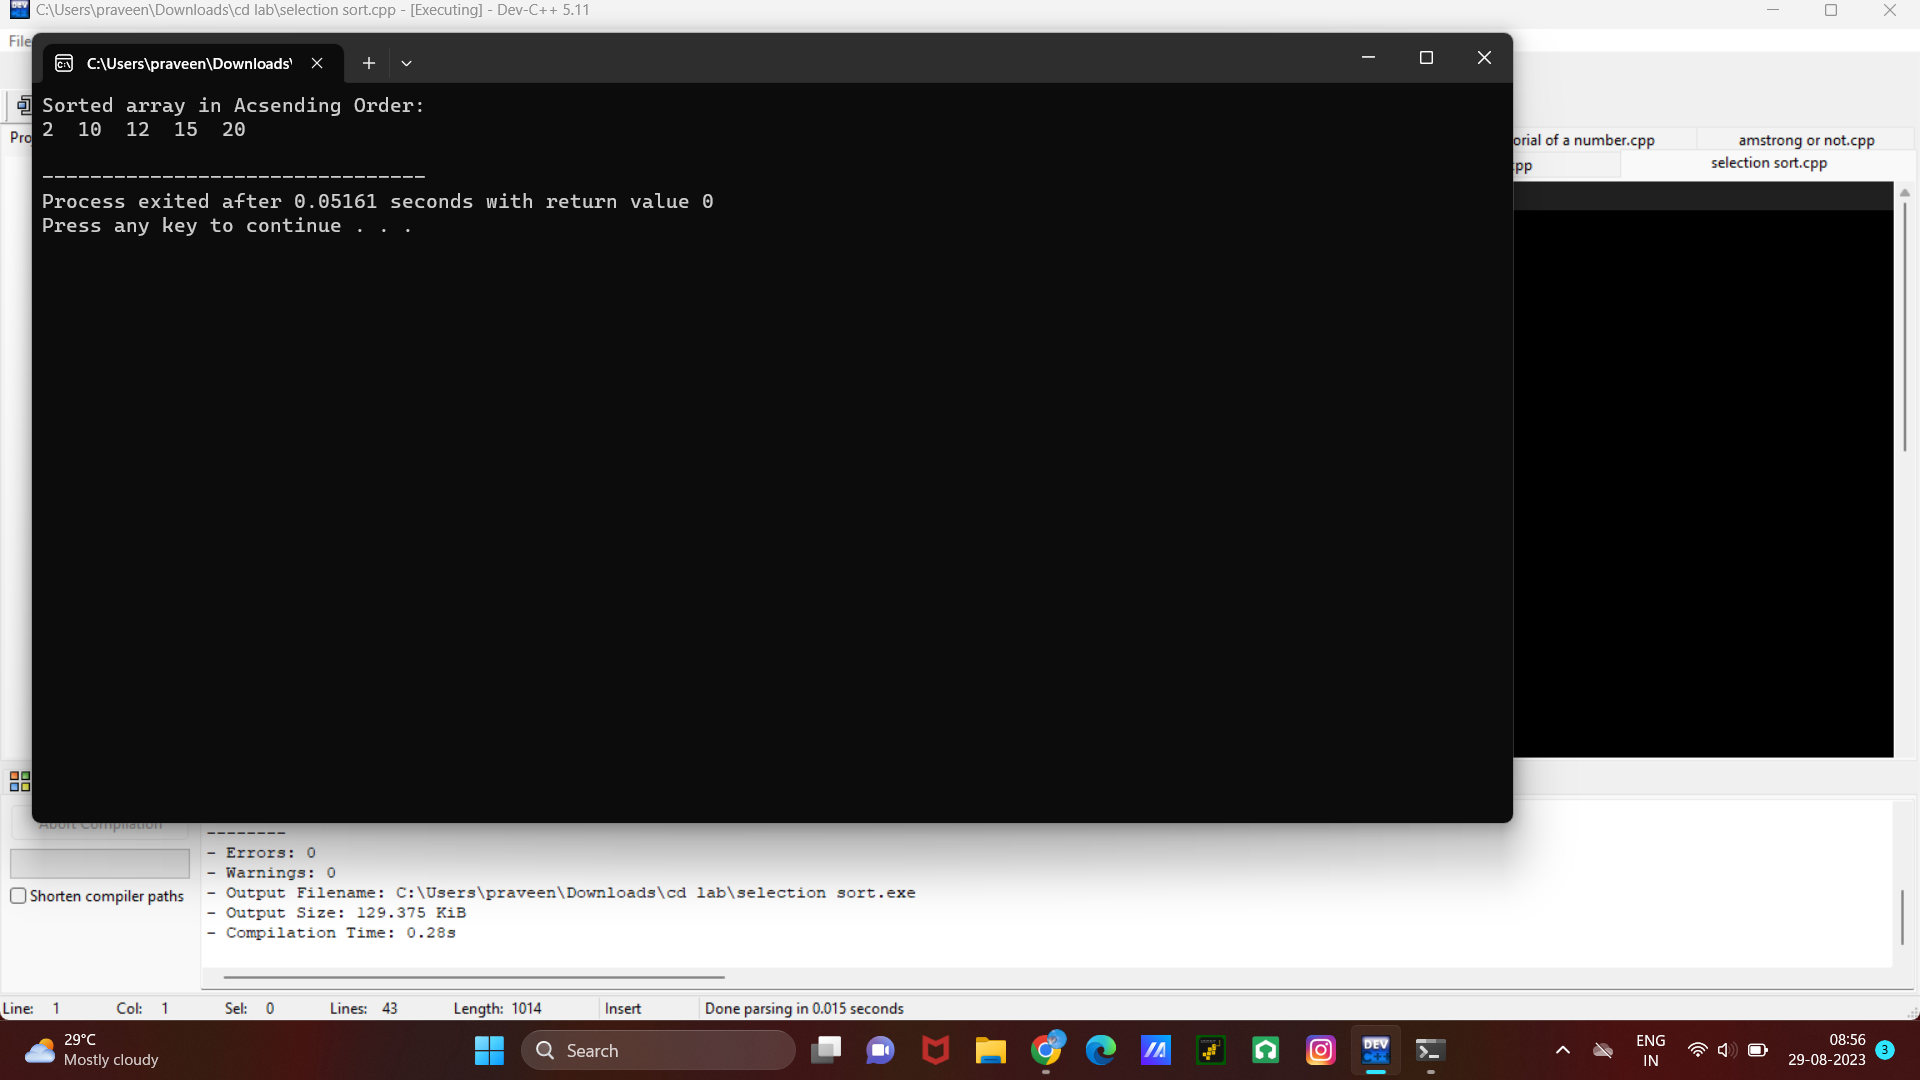 C:\Users\praveen\Downloads\cd lab\selection sort.cpp - [Executing] - Dev-C++ 5.11
File
C:\Users\praveen\Downloads\
Sorted array in Acsending Order:
2  10  12  15  20
--------------------------------
Process exited after 0.05161 seconds with return value 0
Press any key to continue . . .
orial of a number.cpp
amstrong or not.cpp
cpp
selection sort.cpp
Abort Compilation
Shorten compiler paths
--------
- Errors: 0
- Warnings: 0
- Output Filename: C:\Users\praveen\Downloads\cd lab\selection sort.exe
- Output Size: 129.375 KiB
- Compilation Time: 0.28s
Line: 1 Col: 1 Sel: 0 Lines: 43 Length: 1014 Insert Done parsing in 0.015 seconds
29°C
Mostly cloudy
Search
DEV
C++
ENG
IN
08:56
29-08-2023
3